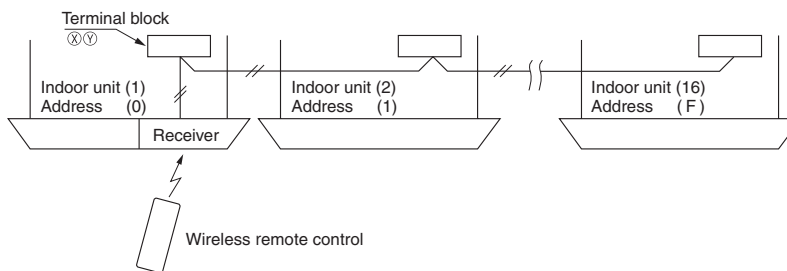 Terminal block
ⓍⓎ
Indoor unit (1)
Address (0)
Indoor unit (2)
Address (1)
Indoor unit (16)
Address (F)
Receiver
Wireless remote control